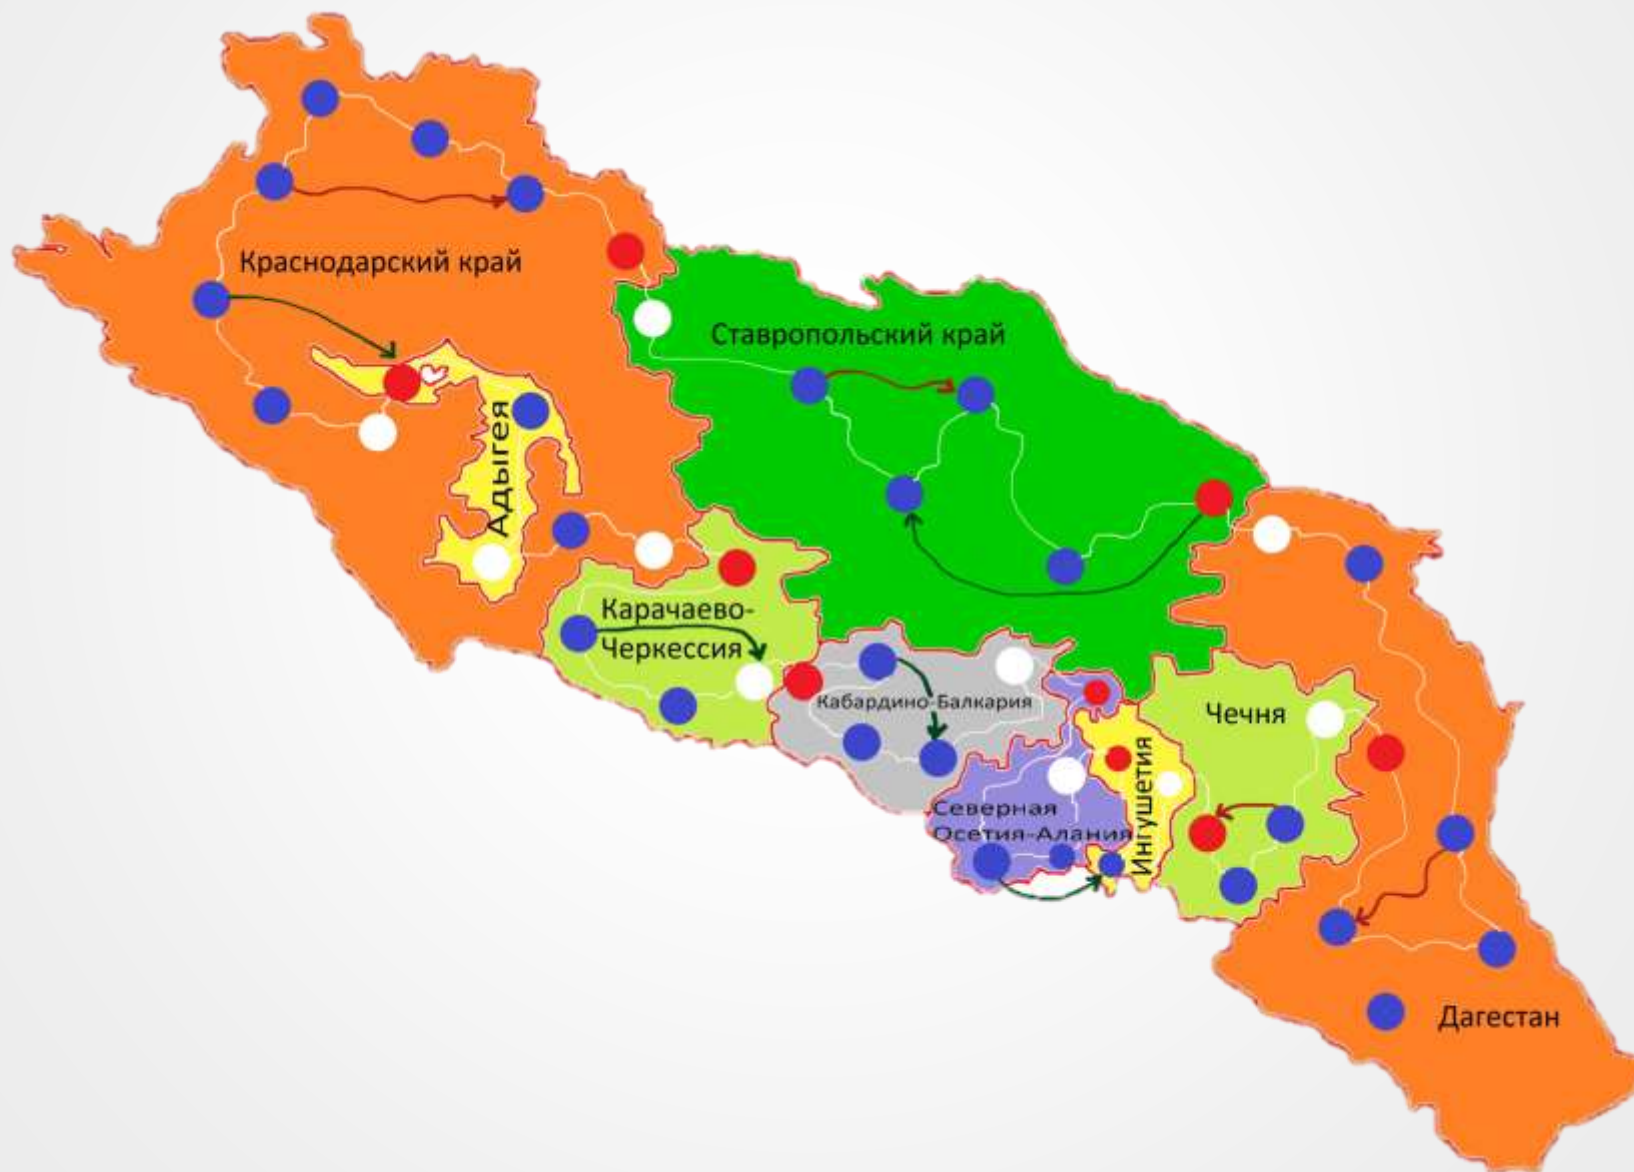 Краснодарский край
Ставропольский край
Адыгея
Карачаево-
Черкессия
Кабардино-Балкария
Чечня
Ингушетия
Северная
Осетия-Алания
Дагестан